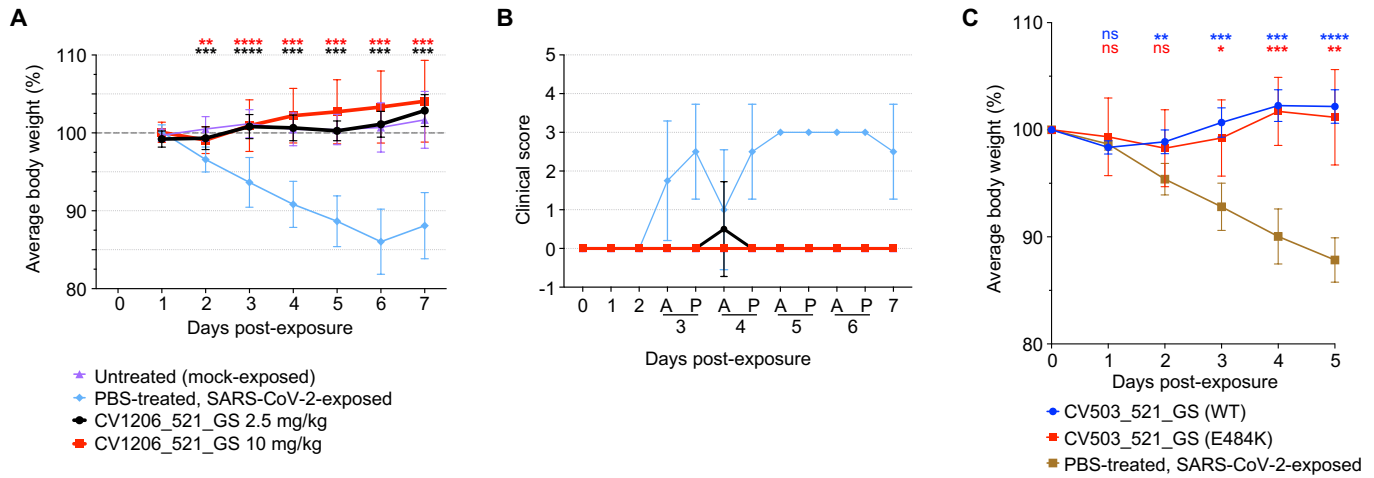 A
** **** *** *** *** ***
*** **** *** *** *** ***
Average body weight (%)
110
100
90
80
0 1 2 3 4 5 6 7
Days post-exposure
Untreated (mock-exposed)
PBS-treated, SARS-CoV-2-exposed
CV1206_521_GS 2.5 mg/kg
CV1206_521_GS 10 mg/kg
B
Clinical score
5
4
3
2
1
0
-1
0 1 2 A P A P A P A P 7
3 4 5 6
Days post-exposure
C
ns ** *** *** ****
ns ns * *** **
Average body weight (%)
110
100
90
80
0 1 2 3 4 5
Days post-exposure
CV503_521_GS (WT)
CV503_521_GS (E484K)
PBS-treated, SARS-CoV-2-exposed